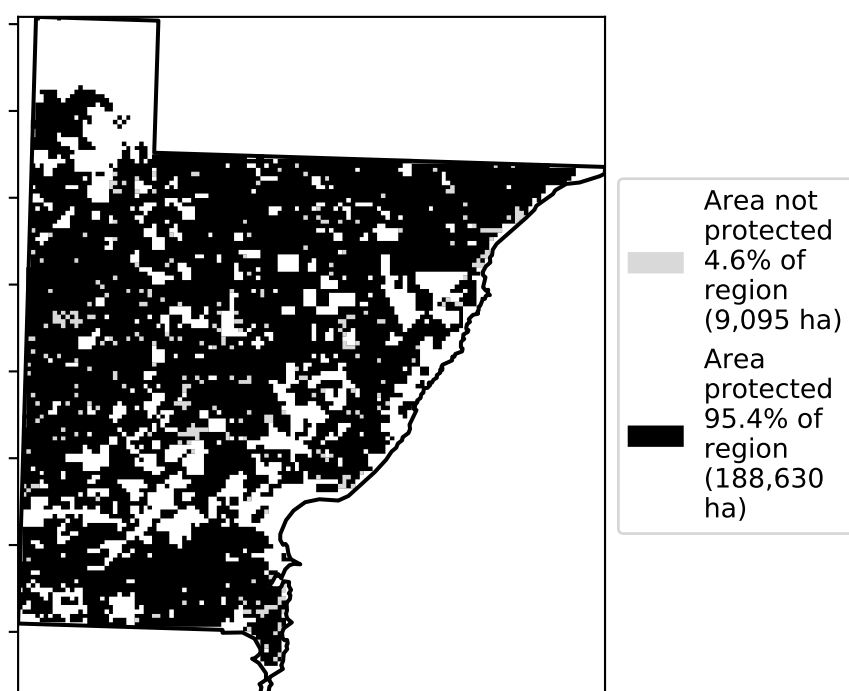 Area not
protected
4.6% of
region
(9,095 ha)
Area
protected
95.4% of
region
(188,630
ha)